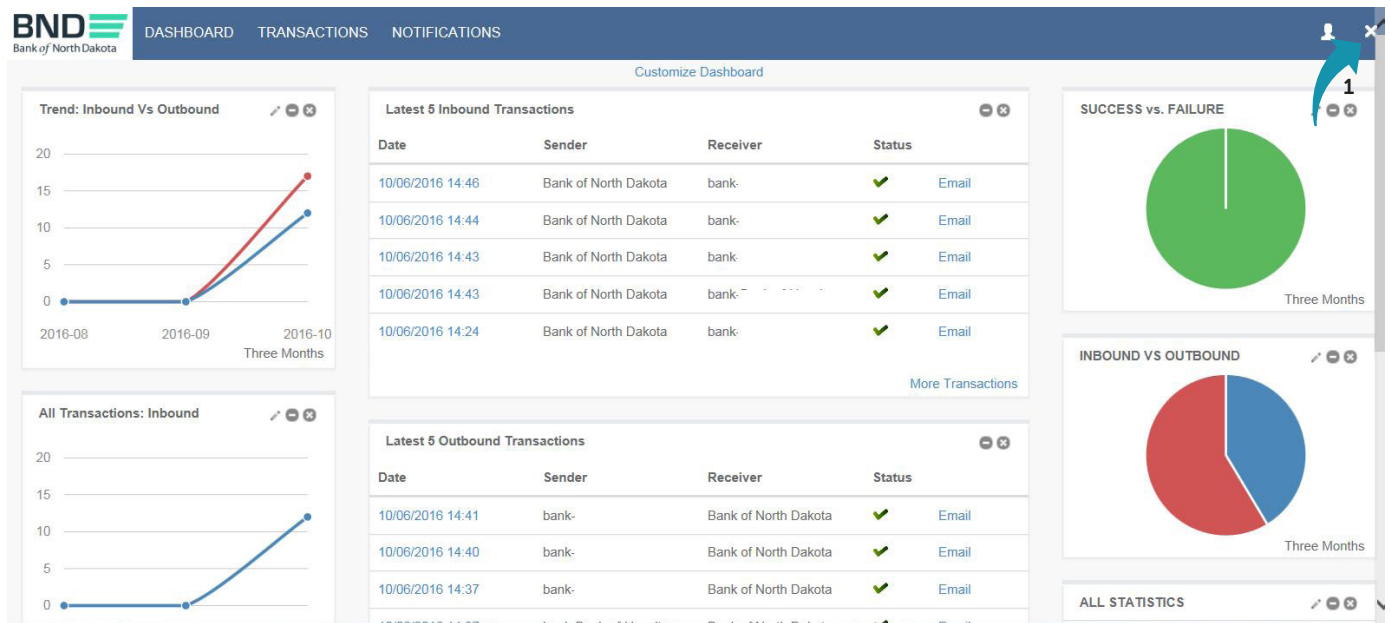 BND
Bank of North Dakota
DASHBOARD TRANSACTIONS NOTIFICATIONS
1
Customize Dashboard
Trend: Inbound Vs Outbound
20
15
10
5
0
2016-08 2016-09 2016-10
Three Months
All Transactions: Inbound
20
15
10
5
0
Latest 5 Inbound Transactions
Date Sender Receiver Status
10/06/2016 14:46 Bank of North Dakota bank- Email
10/06/2016 14:44 Bank of North Dakota bank- Email
10/06/2016 14:43 Bank of North Dakota bank- Email
10/06/2016 14:43 Bank of North Dakota bank- Email
10/06/2016 14:24 Bank of North Dakota bank- Email
More Transactions
Latest 5 Outbound Transactions
Date Sender Receiver Status
10/06/2016 14:41 bank- Bank of North Dakota Email
10/06/2016 14:40 bank- Bank of North Dakota Email
10/06/2016 14:37 bank- Bank of North Dakota Email
SUCCESS vs. FAILURE
Three Months
INBOUND VS OUTBOUND
Three Months
ALL STATISTICS